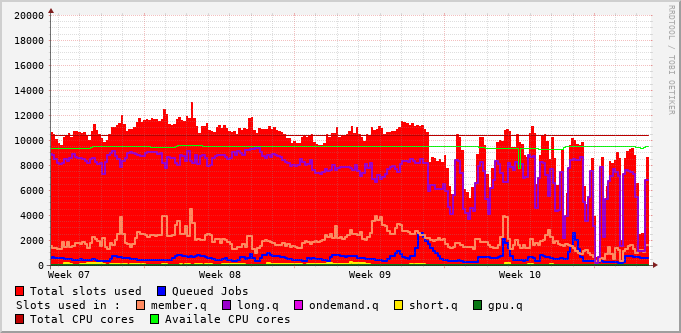 20000
18000
16000
14000
12000
10000
8000
6000
4000
2000
0
Week 07 Week 08 Week 09 Week 10
RRDTOOL / TOBI OETIKER
Total slots used Queued Jobs
Slots used in : member.q long.q ondemand.q short.q gpu.q
Total CPU cores Availale CPU cores